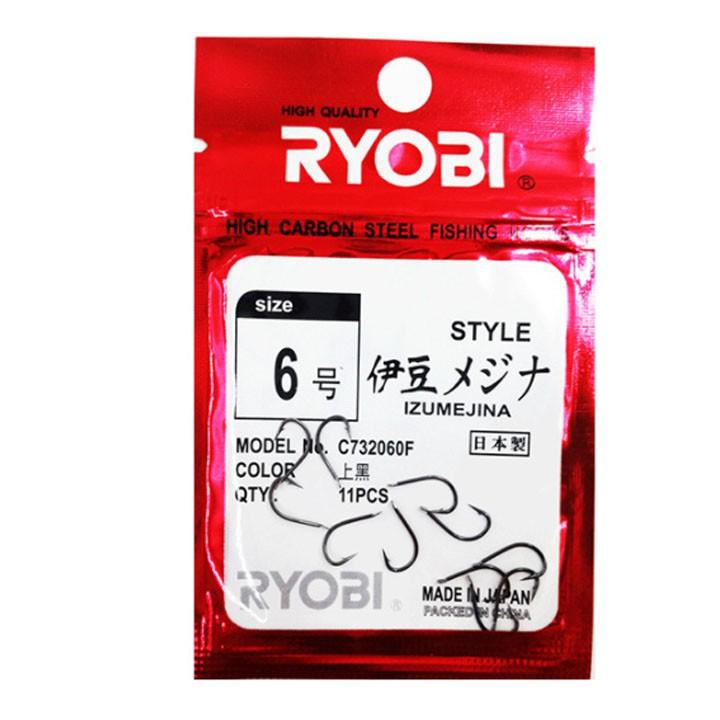 HIGH QUALITY
RYOBI®
HIGH CARBON STEEL FISHING HOOKS
size
6号
STYLE
伊豆メジナ
IZUMEJINA
日本製
MODEL No. C732060F
COLOR 上黑
QTY. 11PCS
RYOBI®
MADE IN JAPAN
PACKED IN CHINA